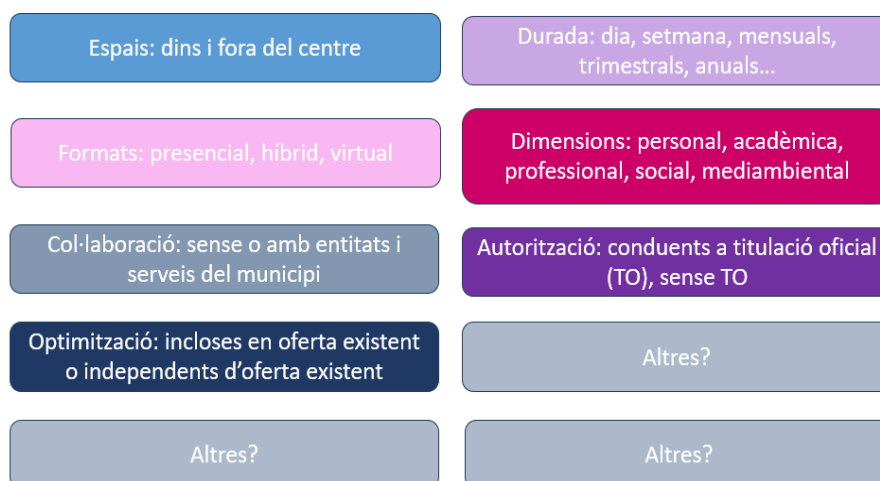 Espais: dins i fora del centre
Durada: dia, setmana, mensuals,
trimestrals, anuals...
Formats: presencial, híbrid, virtual
Dimensions: personal, acadèmica,
professional, social, mediambiental
Col·laboració: sense o amb entitats i
serveis del municipi
Autorització: conduents a titulació oficial
(TO), sense TO
Optimització: incloses en oferta existent
o independents d’oferta existent
Altres?
Altres?
Altres?